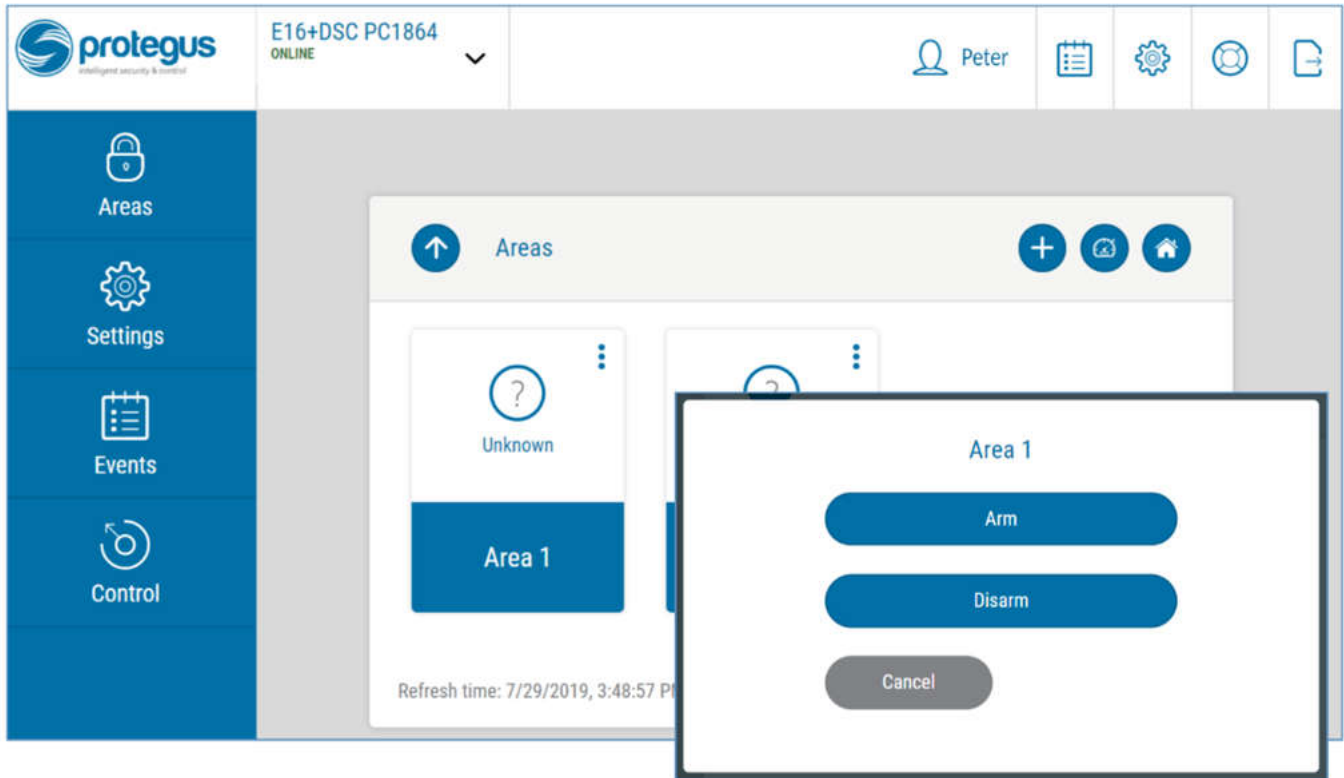 protegus
intelligent security & control
E16+DSC PC1864
ONLINE
Peter
Areas
Settings
Events
Control
Areas
?
Unknown
Area 1
?
Refresh time: 7/29/2019, 3:48:57
Area 1
Arm
Disarm
Cancel